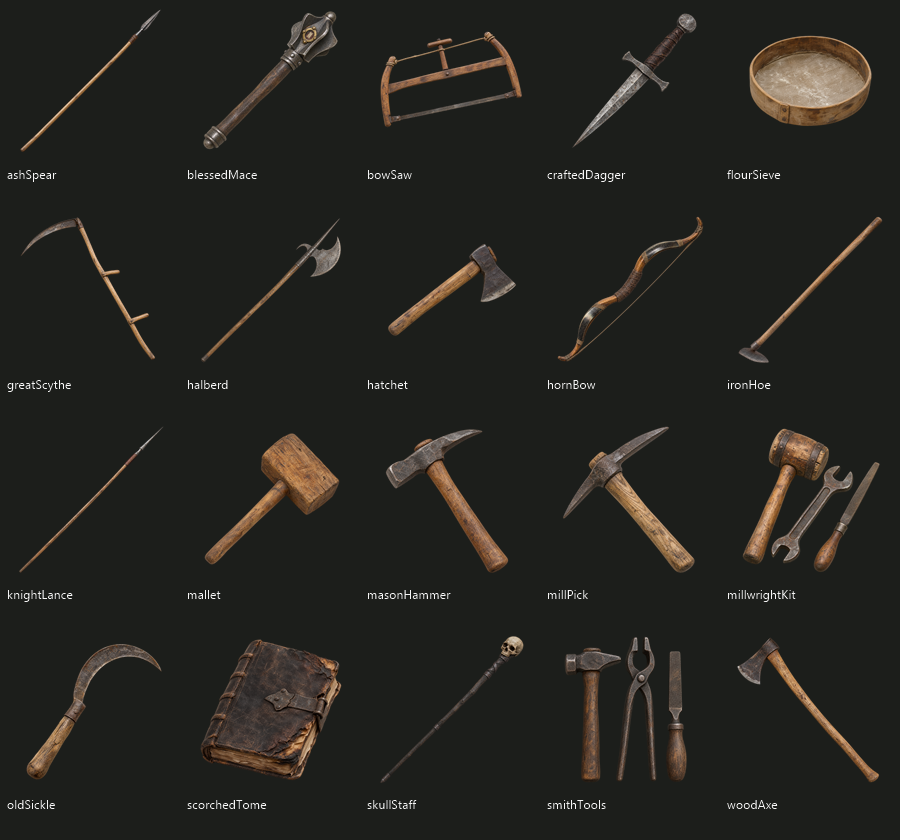 ashSpear
blessedMace
bowSaw
craftedDagger
flourSieve
greatScythe
halberd
hatchet
hornBow
ironHoe
knightLance
mallet
masonHammer
millPick
millwrightKit
oldSickle
scorchedTome
skullStaff
smithTools
woodAxe